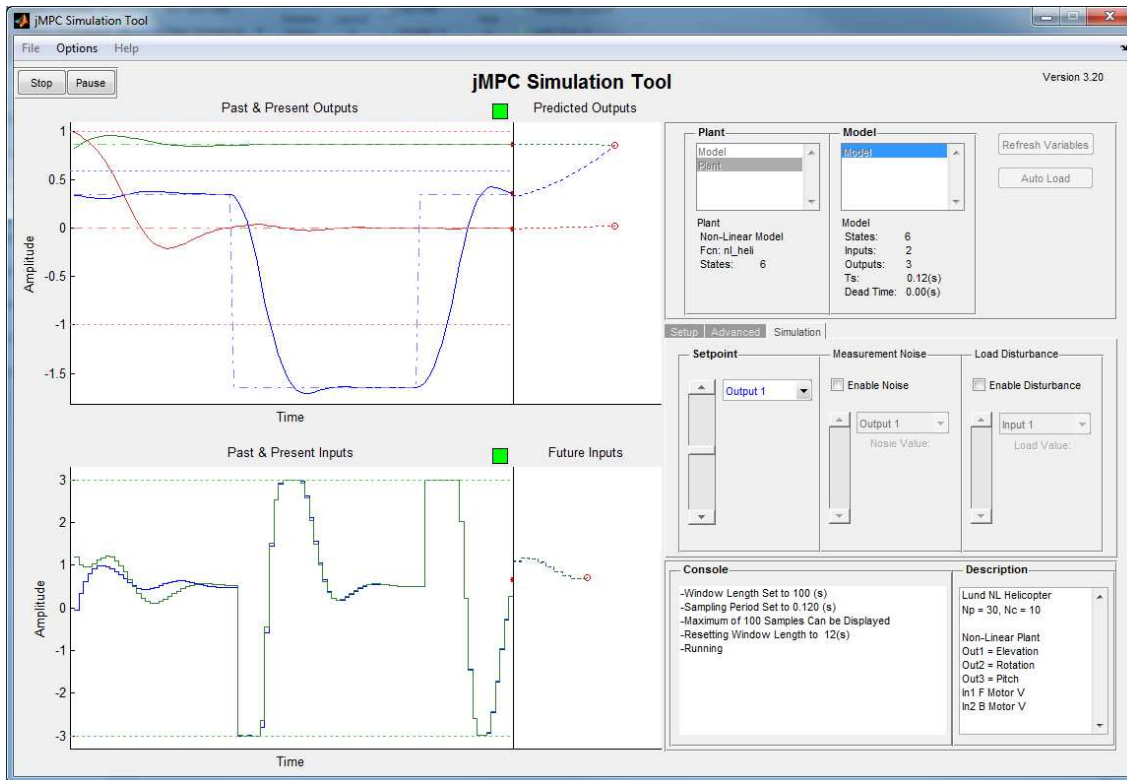 jMPC Simulation Tool
File Options Help
Stop Pause
jMPC Simulation Tool
Version 3.20
Past & Present Outputs
Predicted Outputs
1
0.5
0
-0.5
-1
-1.5
Amplitude
Time
Past & Present Inputs
Future Inputs
3
2
1
0
-1
-2
-3
Amplitude
Time
Plant
Model
Plant
Plant
Non-Linear Model
Fcn: nl_heli
States: 6
Model
Model
Model
States: 6
Inputs: 2
Outputs: 3
Ts: 0.12(s)
Dead Time: 0.00(s)
Refresh Variables
Auto Load
Setup Advanced Simulation
Setpoint
Output 1
Measurement Noise
Enable Noise
Output 1
Nosie Value:
Load Disturbance
Enable Disturbance
Input 1
Load Value:
Console
-Window Length Set to 100 (s)
-Sampling Period Set to 0.120 (s)
-Maximum of 100 Samples Can be Displayed
-Resetting Window Length to 12(s)
-Running
Description
Lund NL Helicopter
Np = 30, Nc = 10
Non-Linear Plant
Out1 = Elevation
Out2 = Rotation
Out3 = Pitch
In1 F Motor V
In2 B Motor V